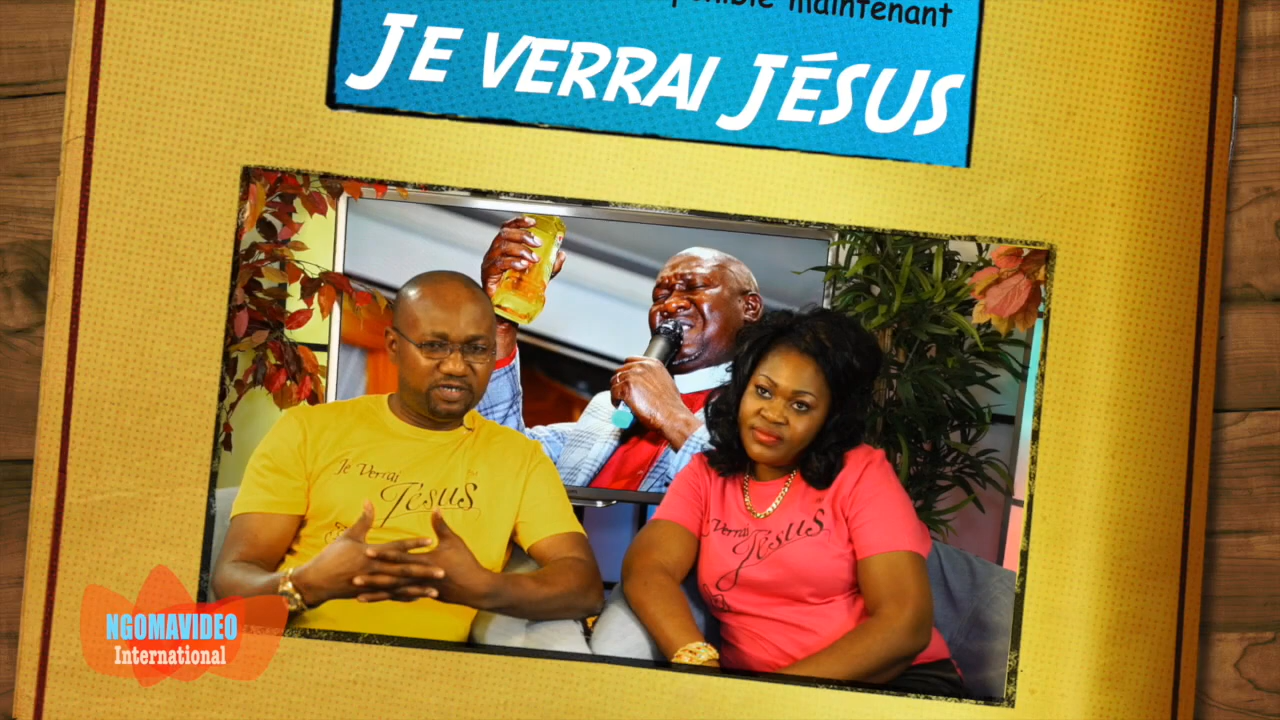 maintenant
JE VERRAI JÉSUS
Je Verrai
Jésus
Verrai
Jésus
NGOMAVIDEO
International